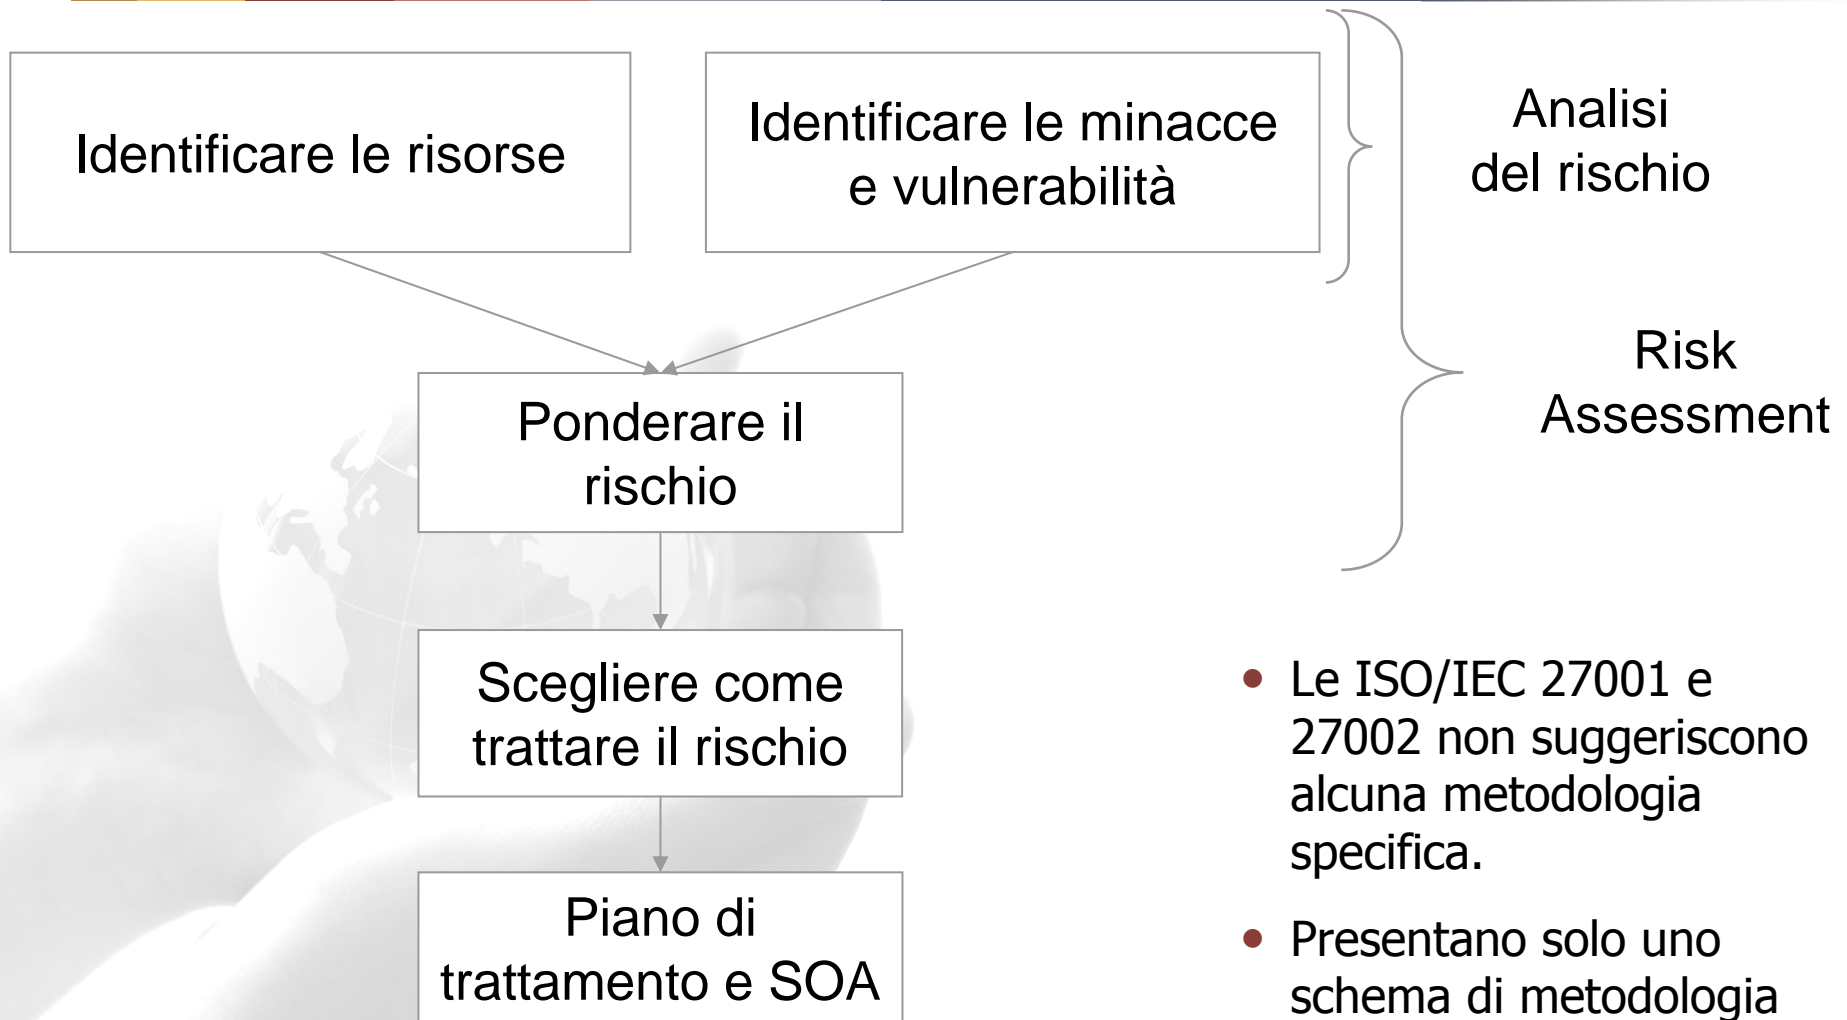 Identificare le risorse
Identificare le minacce
e vulnerabilità
Analisi
del rischio
Risk
Assessment
Ponderare il
rischio
Scegliere come
trattare il rischio
Piano di
trattamento e SOA
• Le ISO/IEC 27001 e
27002 non suggeriscono
alcuna metodologia
specifica.
• Presentano solo uno
schema di metodologia